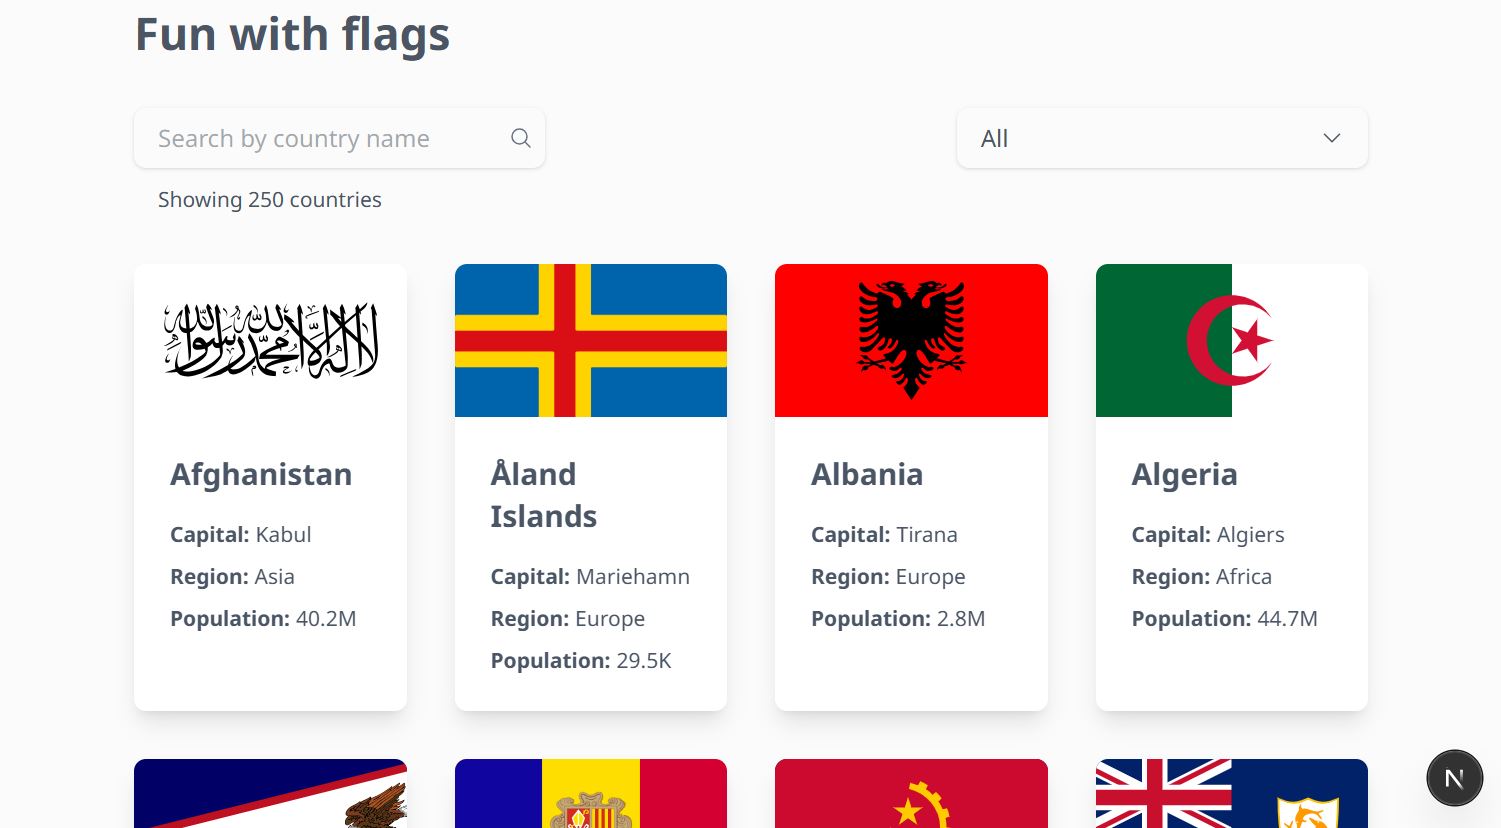 Fun with flags
Search by country name
All
Showing 250 countries
لا إله إلا الله محمد رسول الله
Afghanistan
Capital: Kabul
Region: Asia
Population: 40.2M
Åland
Islands
Capital: Mariehamn
Region: Europe
Population: 29.5K
Albania
Capital: Tirana
Region: Europe
Population: 2.8M
Algeria
Capital: Algiers
Region: Africa
Population: 44.7M
N